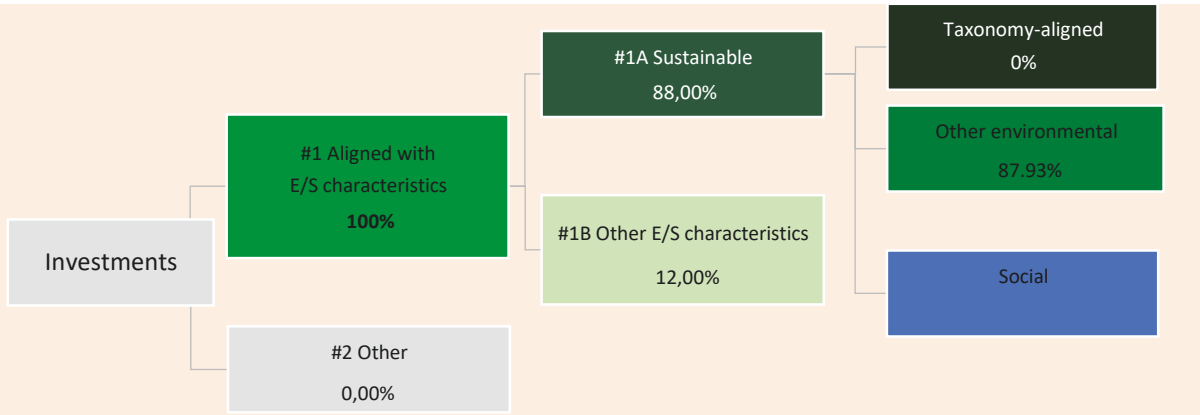 Investments
#1 Aligned with
E/S characteristics
100%
#2 Other
0,00%
#1A Sustainable
88,00%
#1B Other E/S characteristics
12,00%
Taxonomy-aligned
0%
Other environmental
87.93%
Social